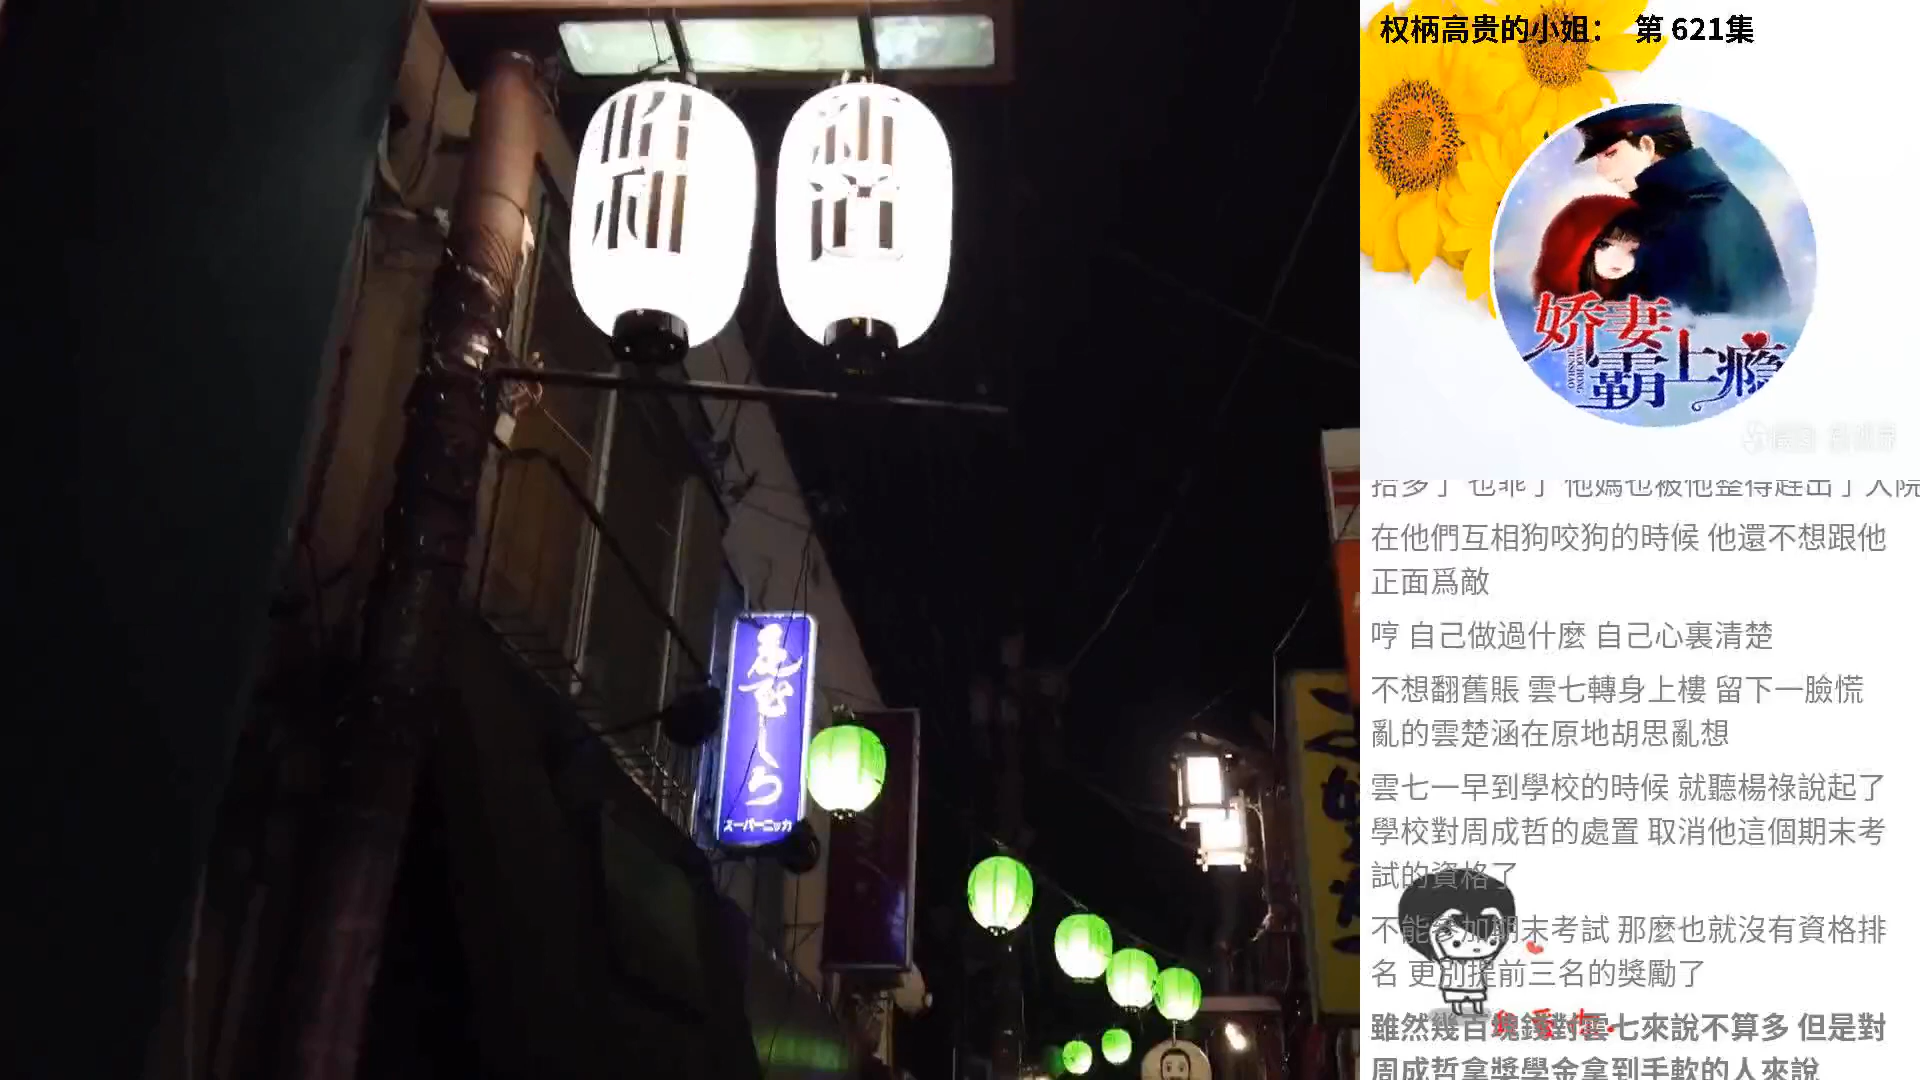 权柄高贵的小姐： 第 621集
娇妻
霸上瘾
在他們互相狗咬狗的時候 他還不想跟他
正面爲敵
哼 自己做過什麼 自己心裏清楚
不想翻舊賬 雲七轉身上樓 留下一臉慌
亂的雲楚涵在原地胡思亂想
雲七一早到學校的時候 就聽楊祿說起了
學校對周成哲的處置 取消他這個期末考
試的資格了
不能參加期末考試 那麼也就沒有資格排
名 更別提前三名的獎勵了
雖然幾百塊錢對雲七來說不算多 但是對
周成哲拿獎學金拿到手軟的人來說
スーパーニッカ